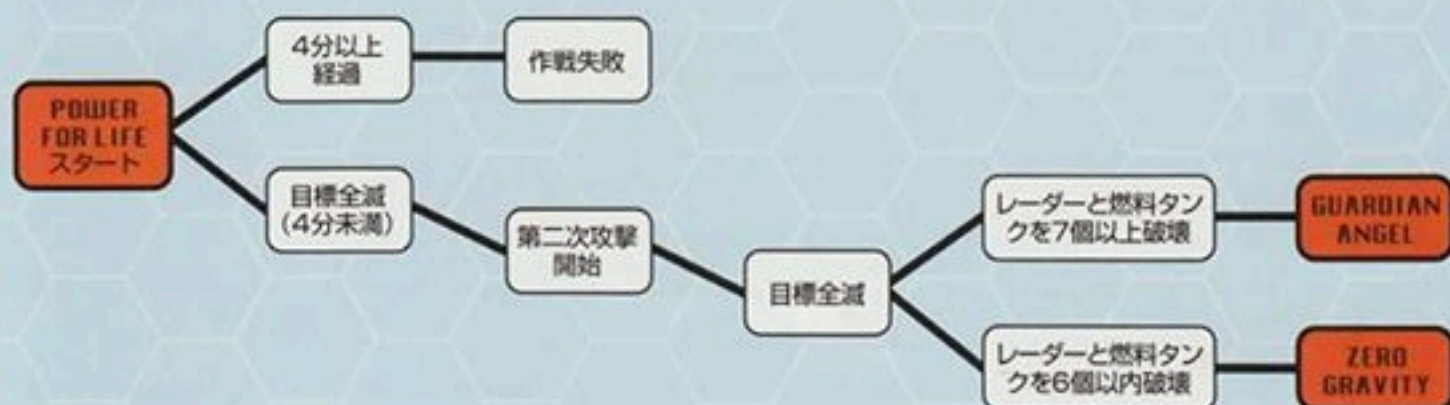 POWER
FOR LIFE
スタート
4分以上
経過
作戦失敗
目標全滅
(4分未満)
第二次攻撃
開始
目標全滅
レーダーと燃料タン
クを7個以上破壊
GUARDIAN
ANGEL
レーダーと燃料タン
クを6個以内破壊
ZERO
GRAVITY